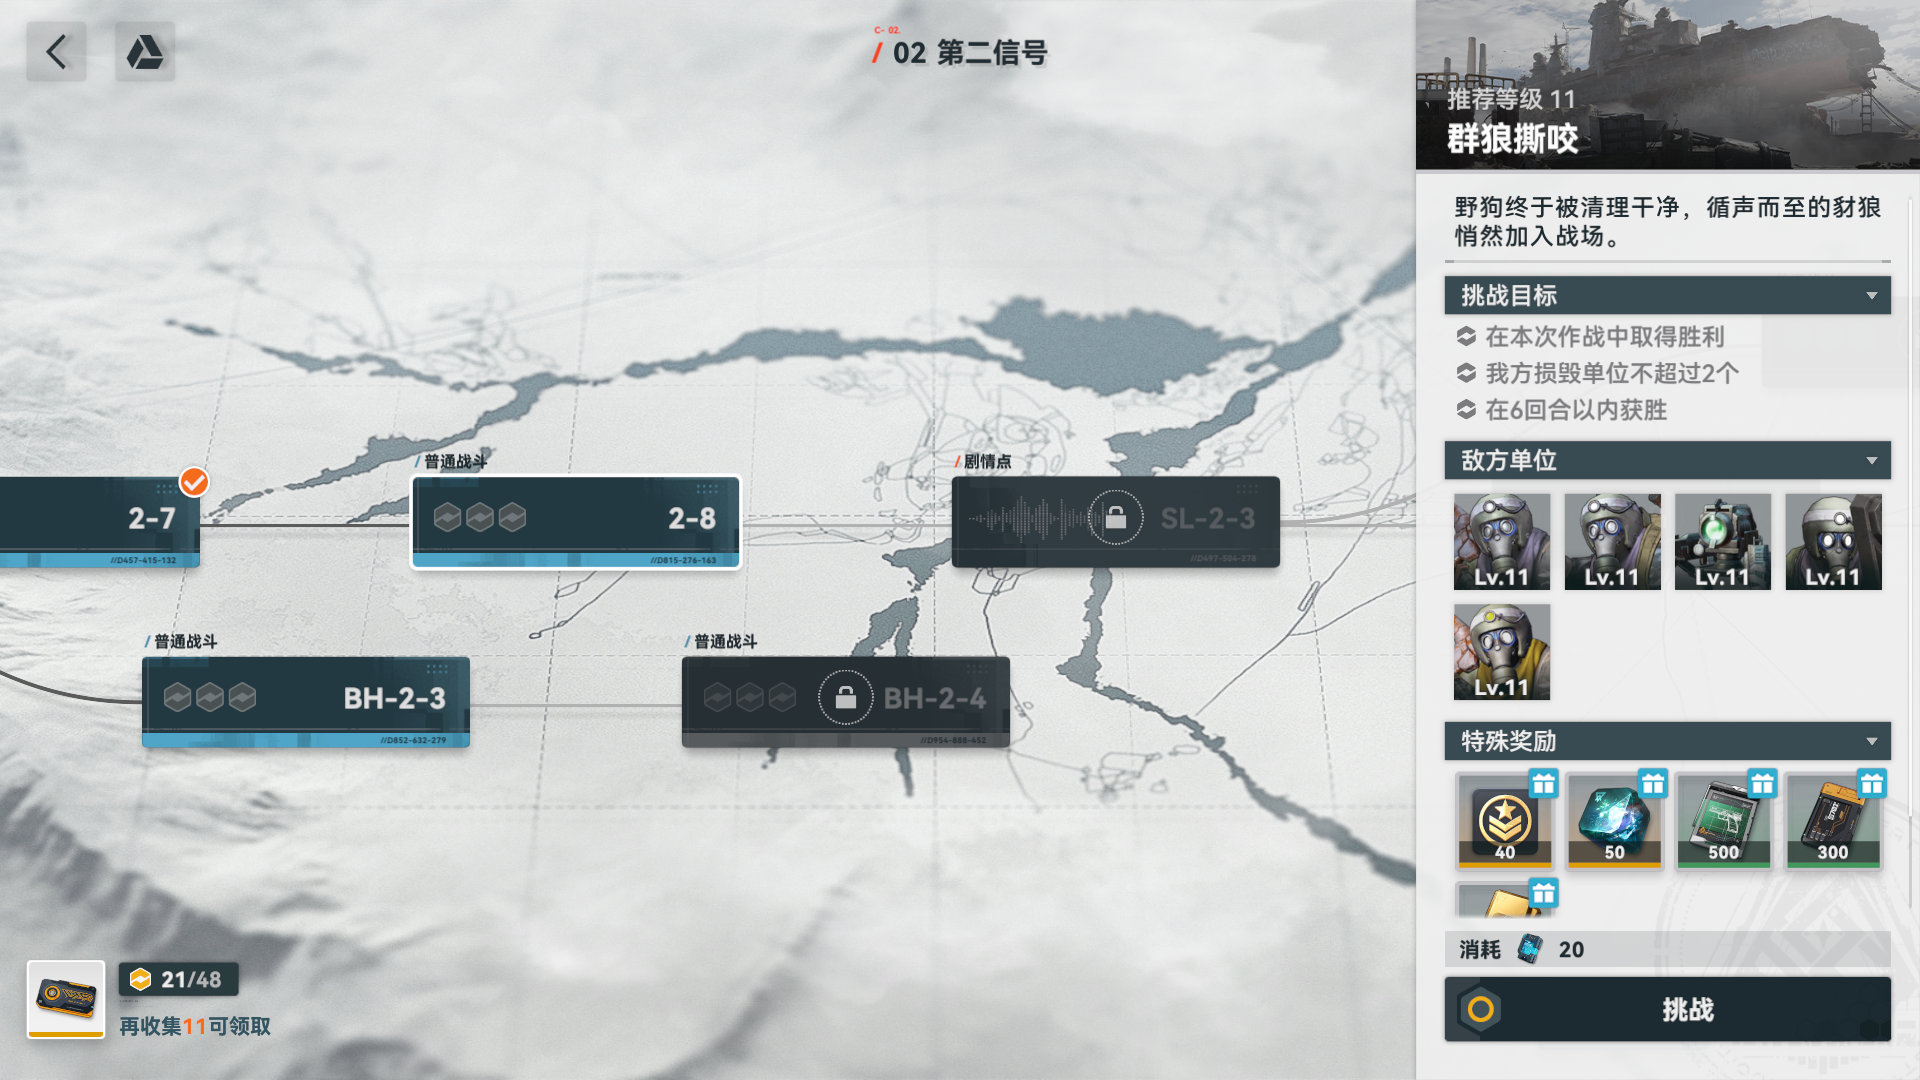 C- 02.
/ 02 第二信号
推荐等级 11
群狼撕咬
野狗终于被清理干净，循声而至的豺狼
悄然加入战场。
挑战目标
在本次作战中取得胜利
我方损毁单位不超过2个
在6回合以内获胜
敌方单位
Lv.11
Lv.11
Lv.11
Lv.11
Lv.11
特殊奖励
40
50
500
300
消耗 20
挑战
2-7
//D457-415-132
/ 普通战斗
2-8
//D815-276-163
/ 剧情点
SL-2-3
//D497-504-278
/ 普通战斗
BH-2-3
//D852-632-279
/ 普通战斗
BH-2-4
//D954-888-452
21/48
再收集11可领取